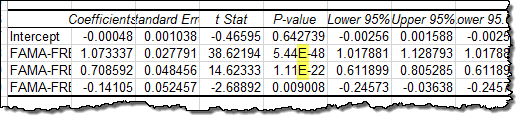 Coefficients tandard Err t Stat P-value Lower 95% Upper 95% ower 95.
Intercept -0.00048 0.001038 -0.46595 0.642739 -0.00256 0.001588 -0.0025
FAMA-FRE 1.073337 0.027791 38.62194 5.44E-48 1.017881 1.128793 1.01788
FAMA-FRE 0.708592 0.048456 14.62333 1.11E-22 0.611899 0.805285 0.61189
FAMA-FRE -0.14105 0.052457 -2.68892 0.009008 -0.24573 -0.03638 -0.2457